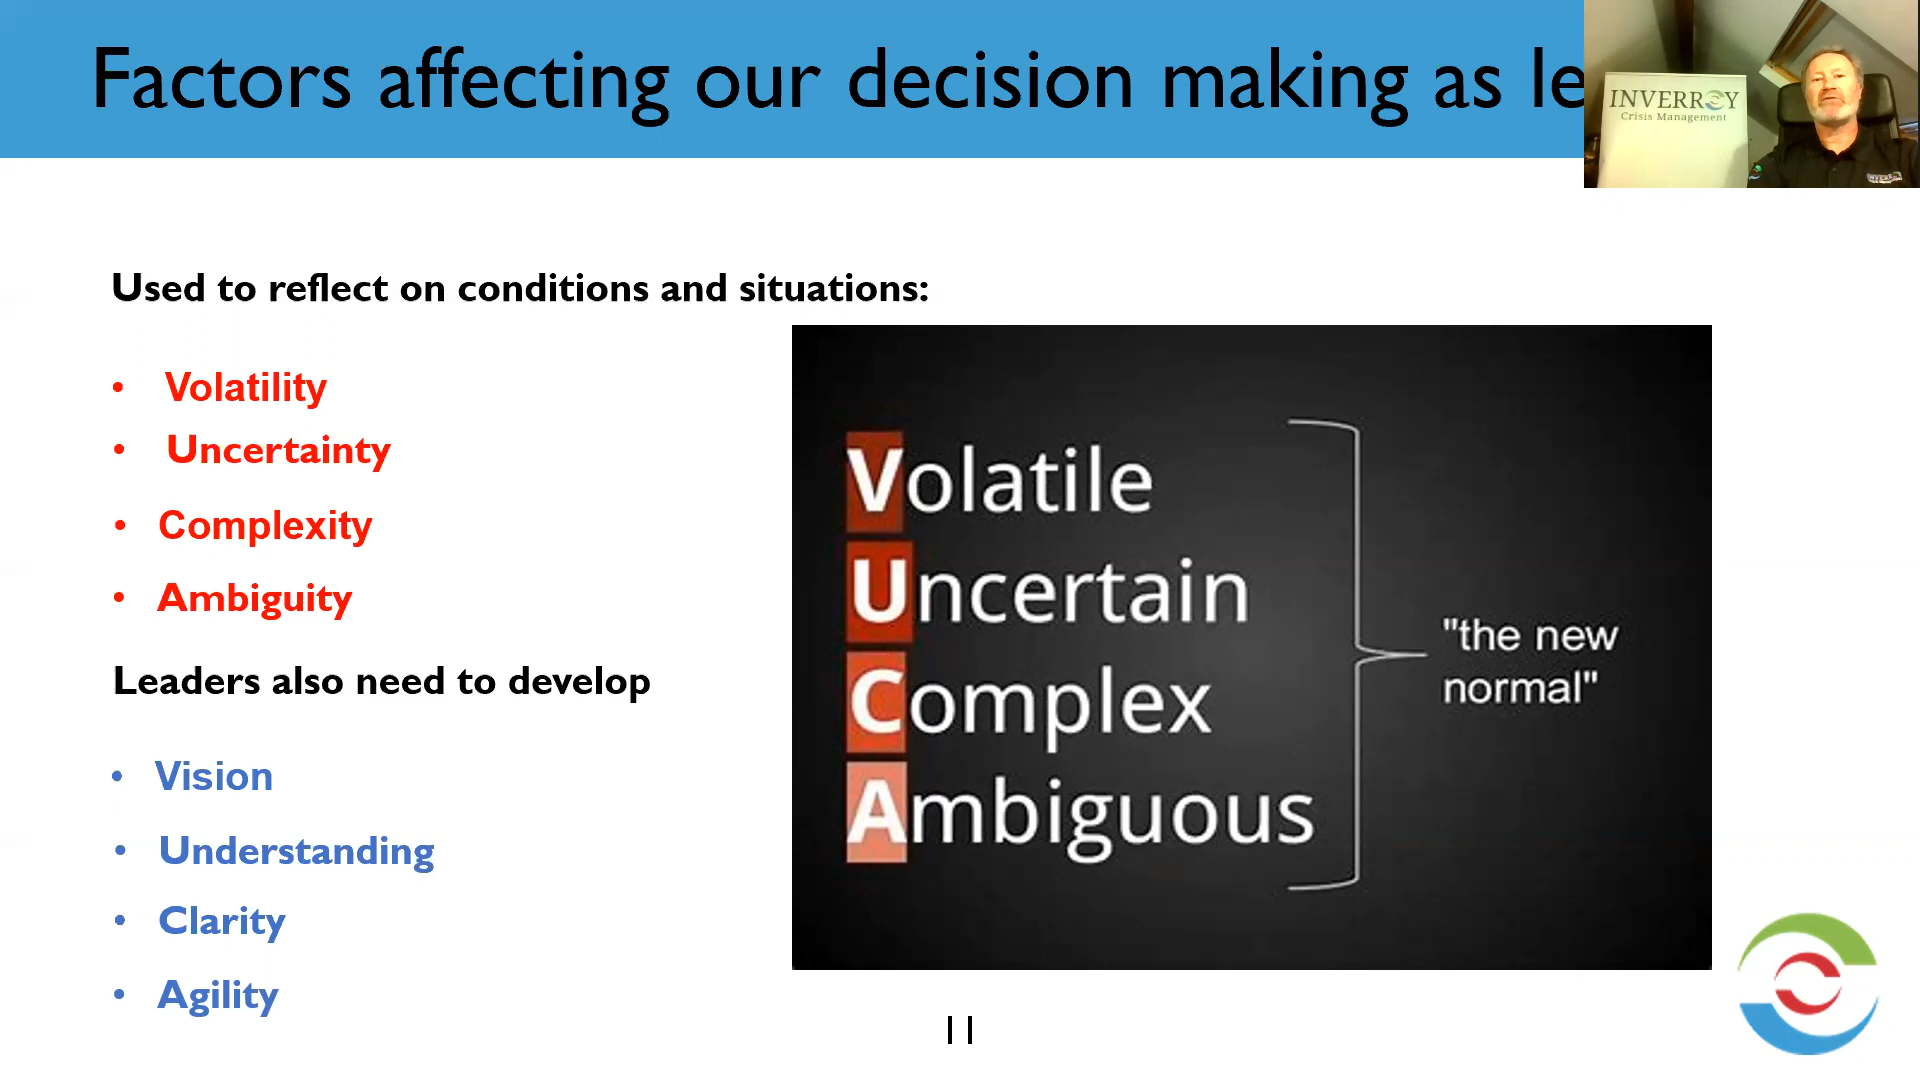 Factors affecting our decision making as le
INVERROY
Crisis Management
Used to reflect on conditions and situations:
• Volatility
• Uncertainty
• Complexity
• Ambiguity
Leaders also need to develop
• Vision
• Understanding
• Clarity
• Agility
Volatile
Uncertain
Complex
Ambiguous
"the new
normal"
11